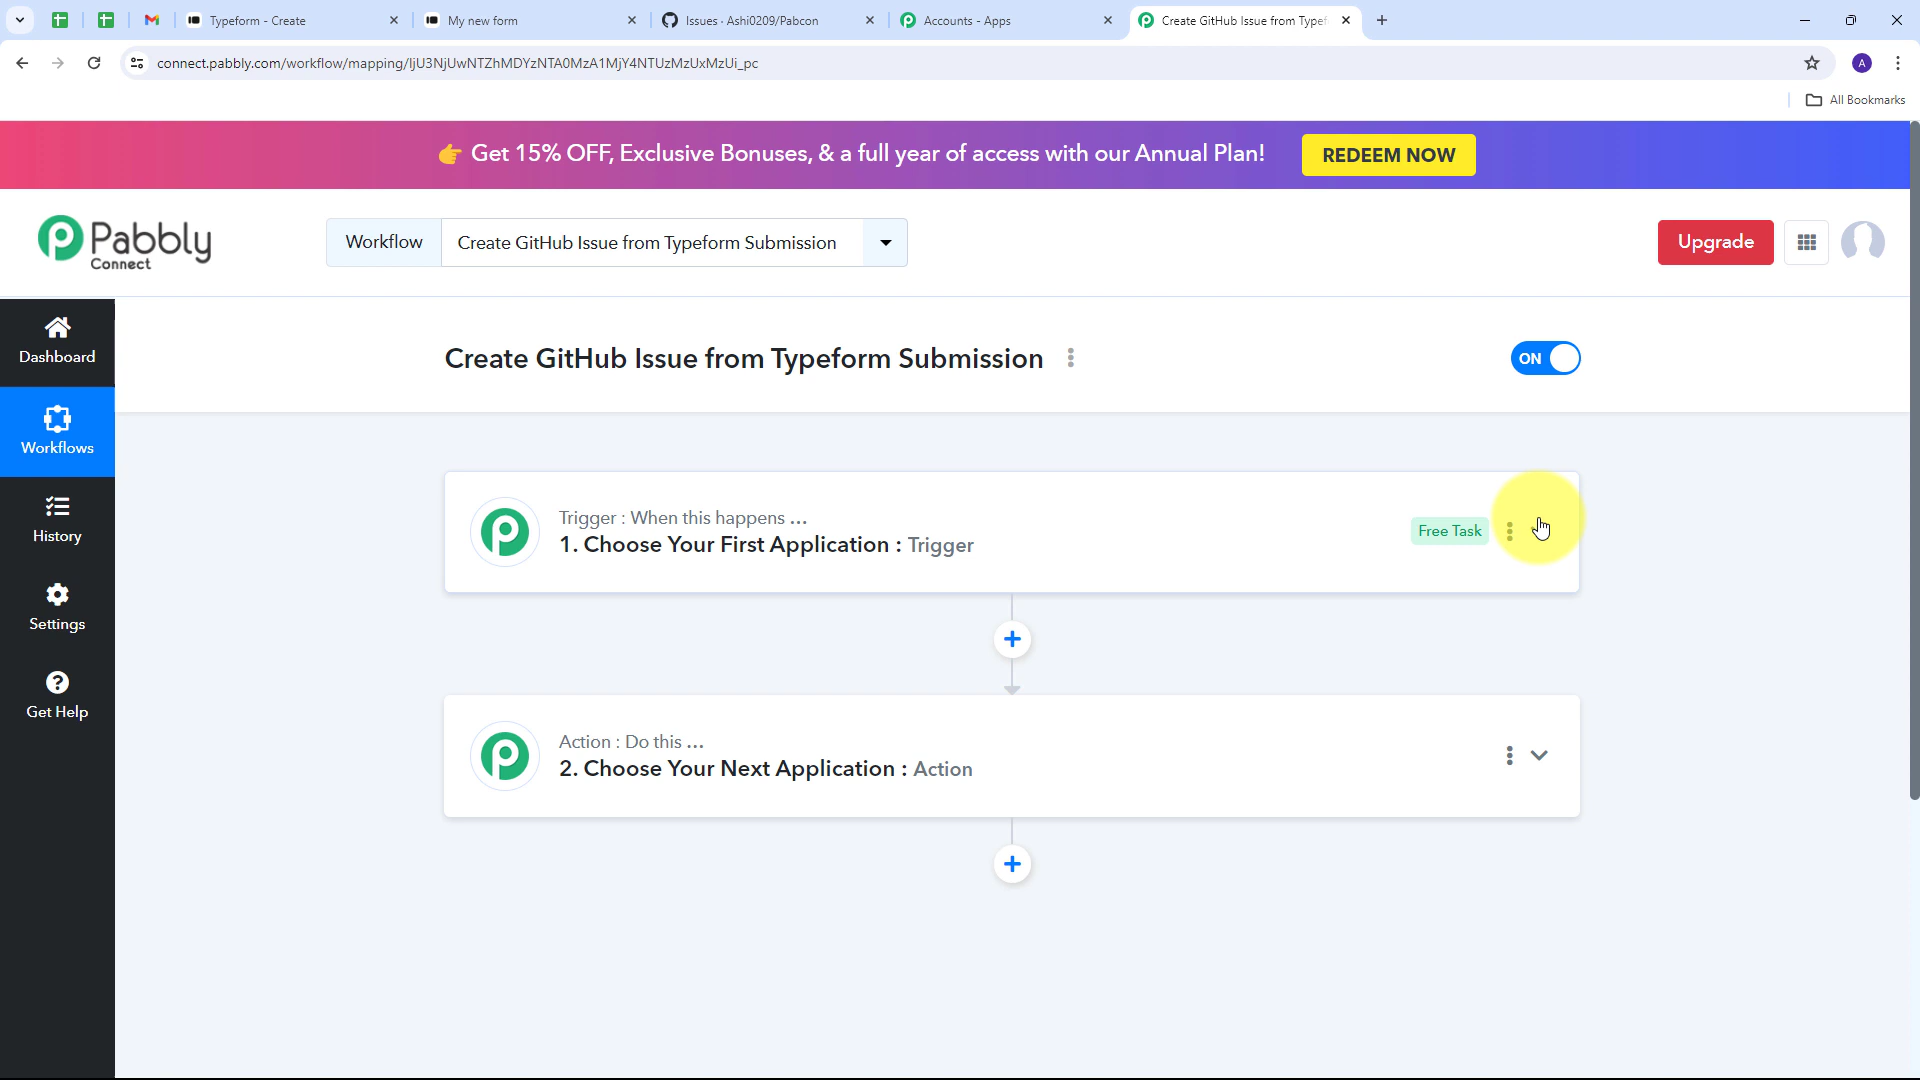 Typeform - Create
My new form
Issues · Ashi0209/Pabcon
Accounts - Apps
Create GitHub Issue from Typef
connect.pabbly.com/workflow/mapping/IjU3NjUwNTZhMDYzNTA0MzA1MjY4NTUzMzUxMzUi_pc
A
All Bookmarks
👉 Get 15% OFF, Exclusive Bonuses, & a full year of access with our Annual Plan!
REDEEM NOW
Pabbly
Connect
Workflow
Create GitHub Issue from Typeform Submission
Upgrade
Dashboard
Workflows
History
Settings
Get Help
Create GitHub Issue from Typeform Submission
ON
Trigger : When this happens ...
1. Choose Your First Application : Trigger
Free Task
Action : Do this ...
2. Choose Your Next Application : Action